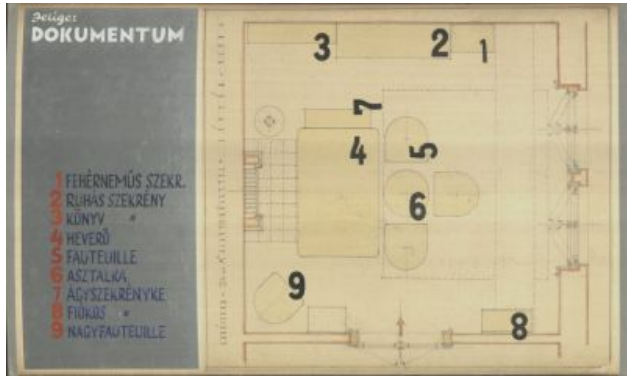 Jeliges
DOKUMENTUM
1 FEHÉRNEMŰS SZEKR.
2 RUHÁS SZEKRÉNY
3 KÖNYV "
4 HEVERŐ
5 FAUTEUILLE
6 ASZTALKA
7 ÁGYSZEKRÉNYKE
8 FIÓKOS "
9 NAGYFAUTEUILLE
3
2
1
7
4
5
6
9
8